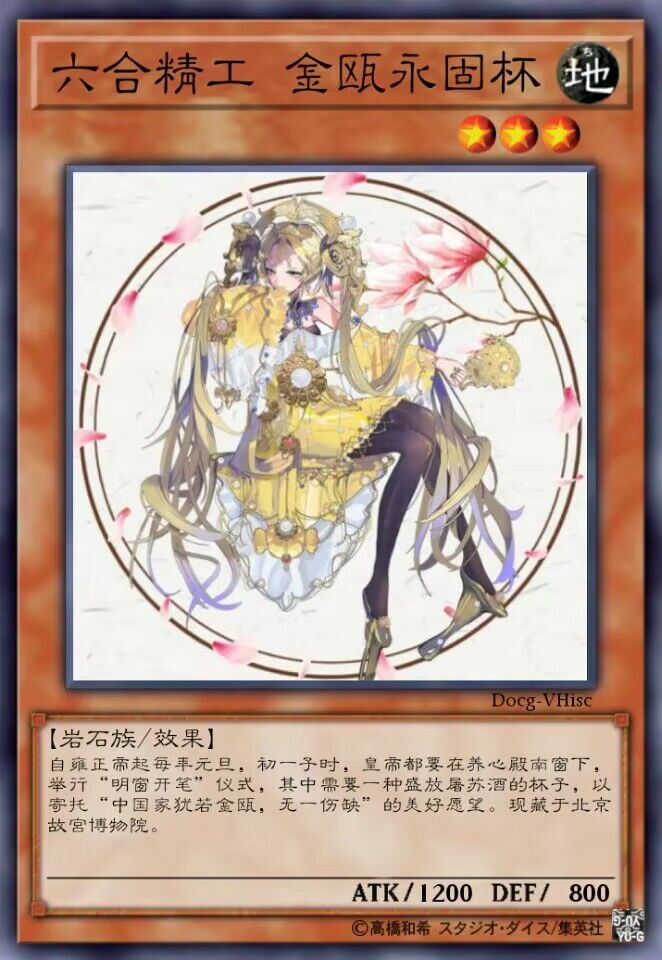 六合精工 金瓯永固杯
ち
地
Docg-VHisc
【岩石族/效果】
自雍正帝起每年元旦，初一子时，皇帝都要在养心殿南窗下，
举行“明窗开笔”仪式，其中需要一种盛放屠苏酒的杯子，以
寄托“中国家犹若金瓯，无一伤缺”的美好愿望。现藏于北京
故宫博物院。
ATK/1200 DEF/ 800
©高橋和希 スタジオ・ダイス/集英社